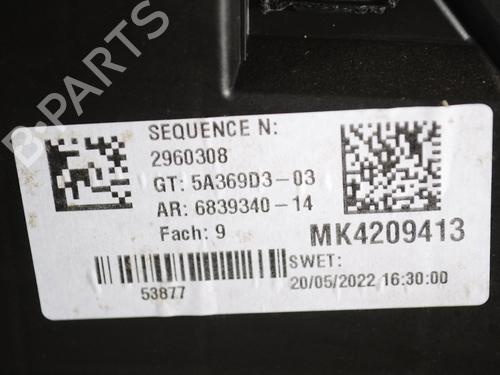 B-PARTS
SEQUENCE N:
2960308
GT: 5A369D3-03
AR: 6839340-14
Fach: 9
MK4209413
SWET:
53877
20/05/2022 16:30:00